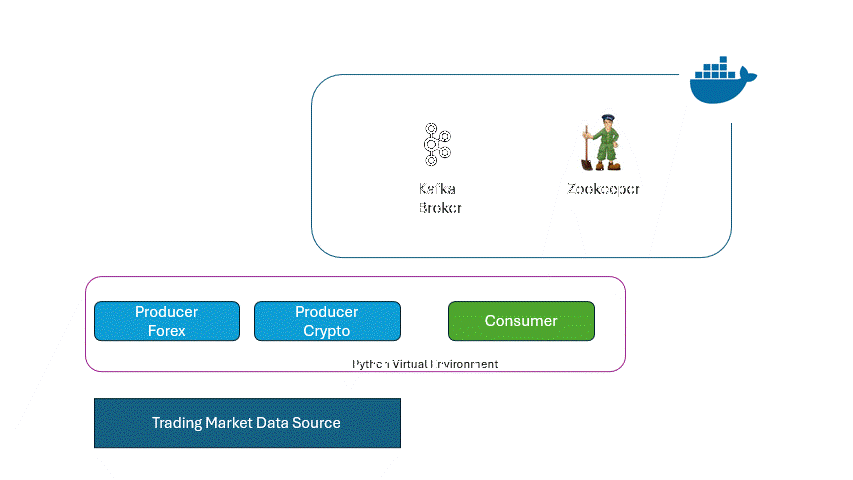 Kafka
Broker
Zookeeper
Producer
Forex
Producer
Crypto
Consumer
Python Virtual Environment
Trading Market Data Source